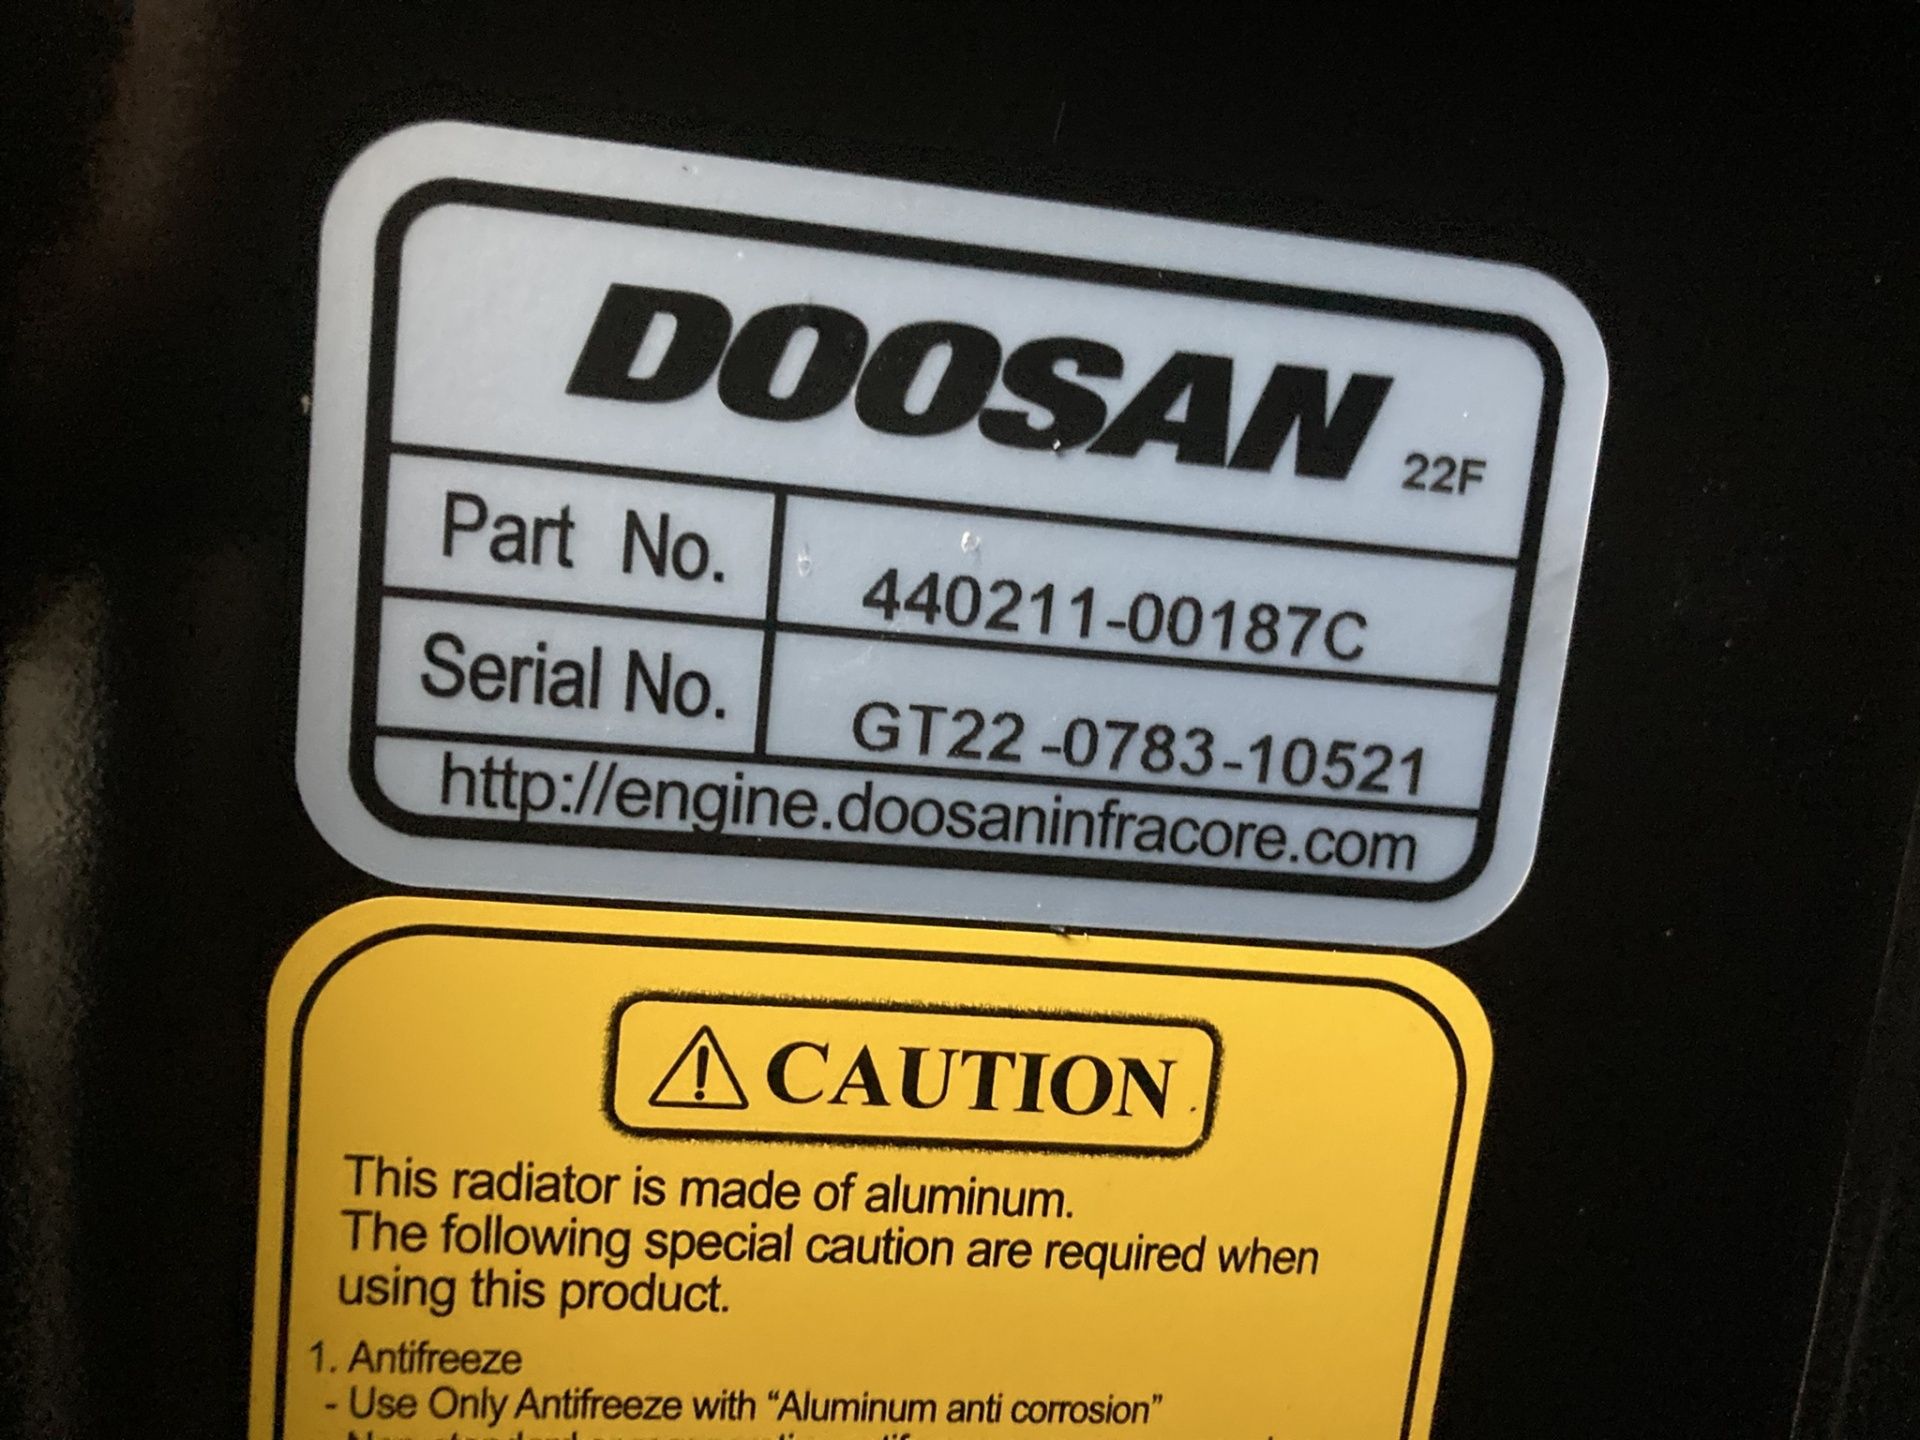 DOOSAN 22F
Part No. 440211-00187C
Serial No. GT22 -0783-10521
http://engine.doosaninfracore.com
CAUTION
This radiator is made of aluminum.
The following special caution are required when
using this product.
1. Antifreeze
- Use Only Antifreeze with “Aluminum anti corrosion”